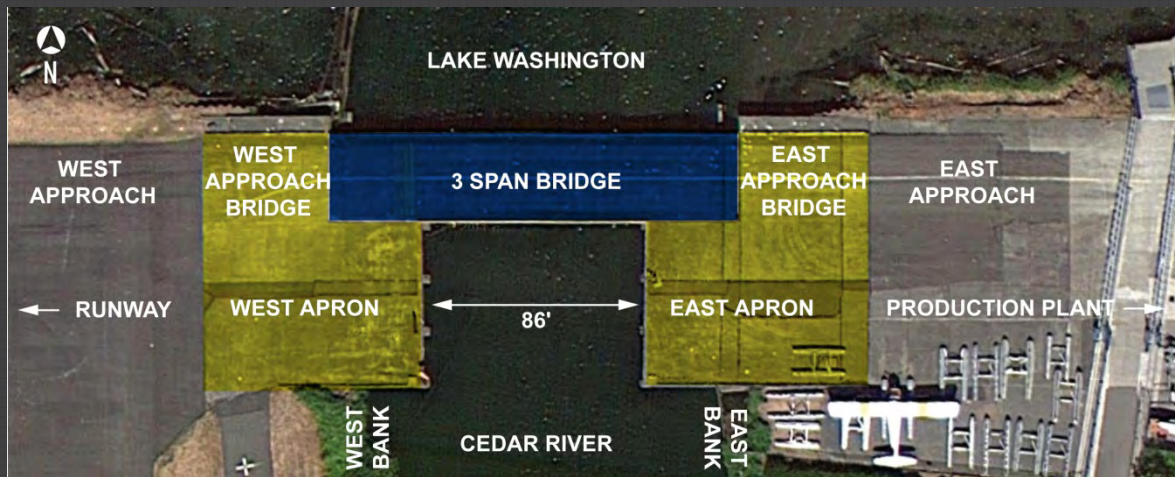 N
LAKE WASHINGTON
WEST
APPROACH
WEST
APPROACH
BRIDGE
3 SPAN BRIDGE
EAST
APPROACH
BRIDGE
EAST
APPROACH
RUNWAY
WEST APRON
86'
EAST APRON
PRODUCTION PLANT
WEST
BANK
CEDAR RIVER
EAST
BANK